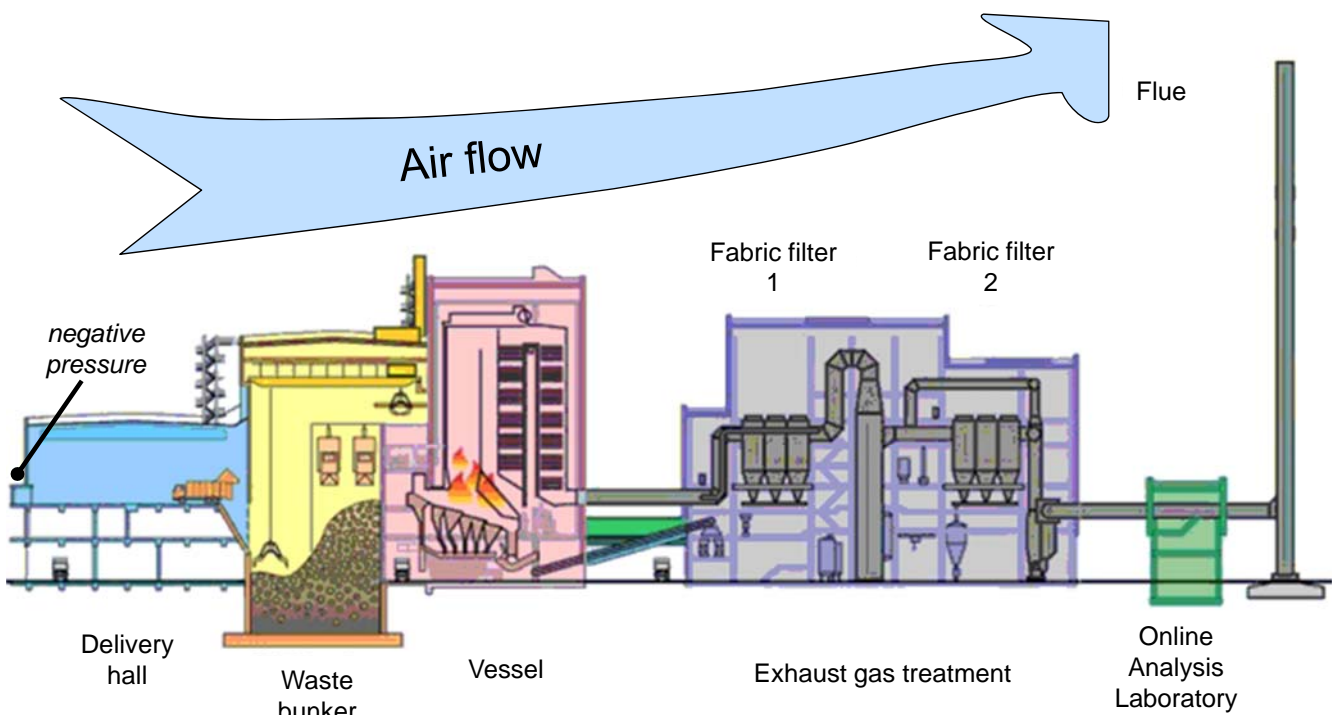 Flue
Air flow
Fabric filter
1
Fabric filter
2
negative
pressure
Delivery
hall
Waste
bunker
Vessel
Exhaust gas treatment
Online
Analysis
Laboratory